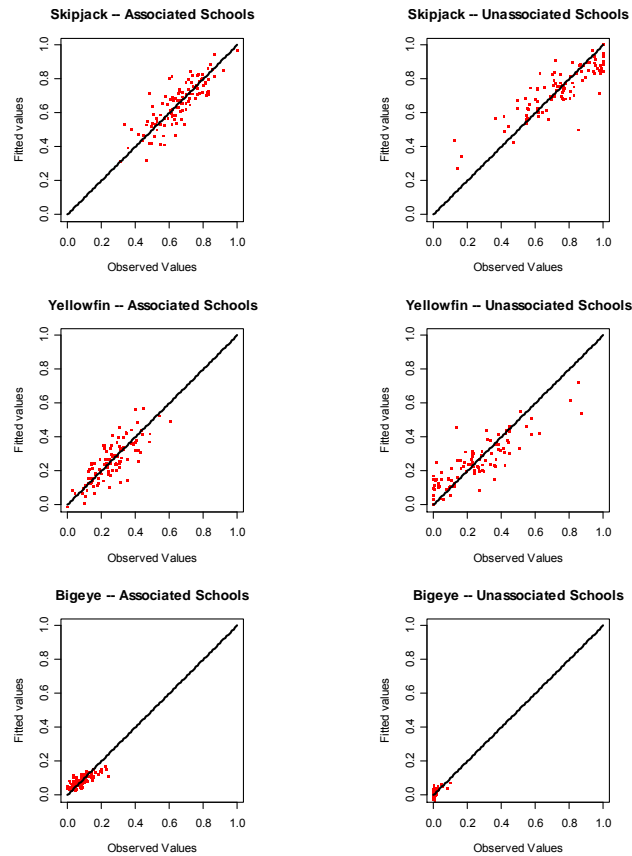 Skipjack -- Associated Schools
Fitted values
0.0 0.2 0.4 0.6 0.8 1.0
0.0 0.2 0.4 0.6 0.8 1.0
Observed Values
Skipjack -- Unassociated Schools
Fitted values
0.0 0.2 0.4 0.6 0.8 1.0
0.0 0.2 0.4 0.6 0.8 1.0
Observed Values
Yellowfin -- Associated Schools
Fitted values
0.0 0.2 0.4 0.6 0.8 1.0
0.0 0.2 0.4 0.6 0.8 1.0
Observed Values
Yellowfin -- Unassociated Schools
Fitted values
0.0 0.2 0.4 0.6 0.8 1.0
0.0 0.2 0.4 0.6 0.8 1.0
Observed Values
Bigeye -- Associated Schools
Fitted values
0.0 0.2 0.4 0.6 0.8 1.0
0.0 0.2 0.4 0.6 0.8 1.0
Observed Values
Bigeye -- Unassociated Schools
Fitted values
0.0 0.2 0.4 0.6 0.8 1.0
0.0 0.2 0.4 0.6 0.8 1.0
Observed Values